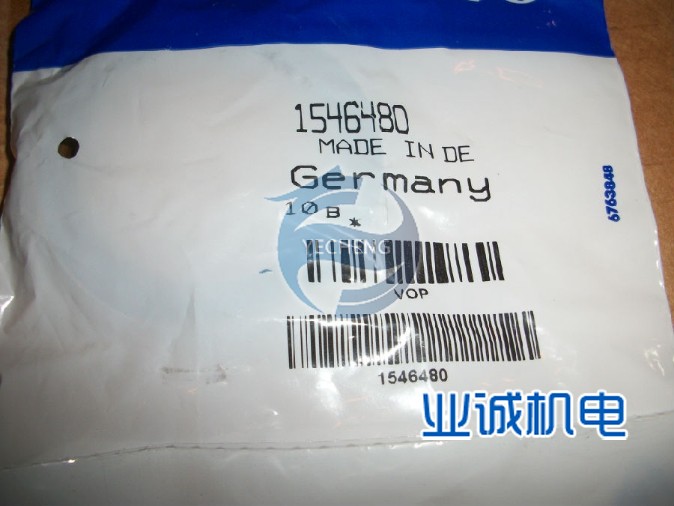 1546480
MADE IN DE
Germany
10 B *
YECHENG
VOP
1546480
6763848
业诚机电